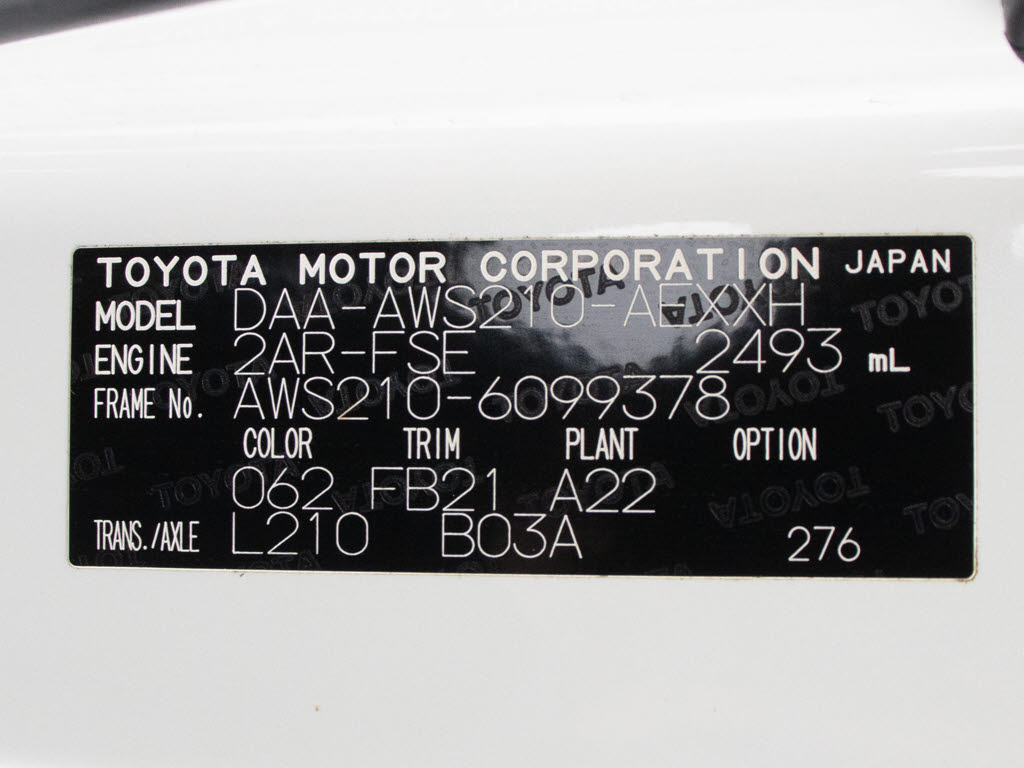 TOYOTA MOTOR CORPORATION JAPAN
MODEL DAA-AWS210-AEXXH
ENGINE 2AR-FSE 2493 mL
FRAME No. AWS210-6099378
COLOR TRIM PLANT OPTION
062 FB21 A22
TRANS./AXLE L210 B03A 276